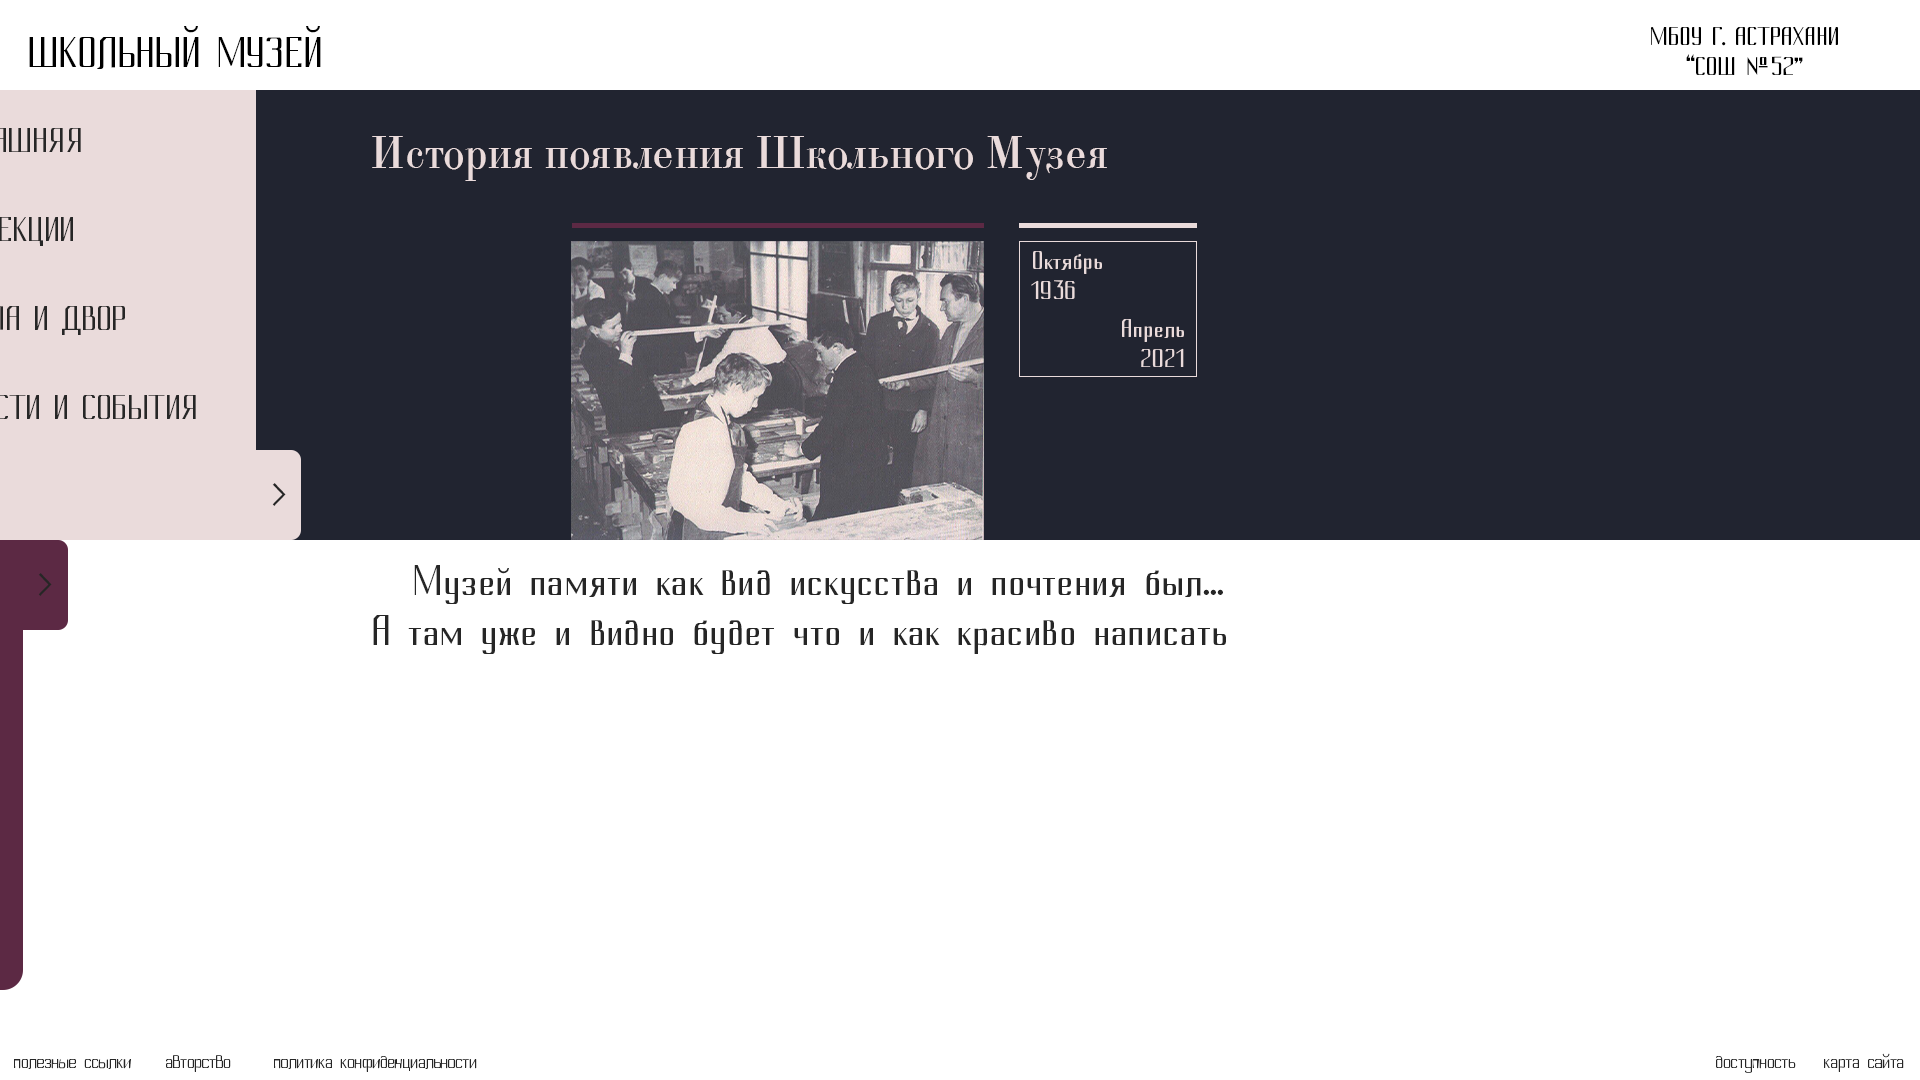 ШКОЛЬНЫЙ МУЗЕЙ
МБОУ Г. АСТРАХАНИ
“СОШ №52”
АШНЯЯ
ЕКЦИИ
И ДВОР
СТИ И СОБЫТИЯ
История появления Школьного Музея
Октябрь
1936
Апрель
2021
Музей памяти как вид искусства и почтения был...
А там уже и видно будет что и как красиво написать
полезные ссылки авторство политика конфиденциальности
доступность карта сайта